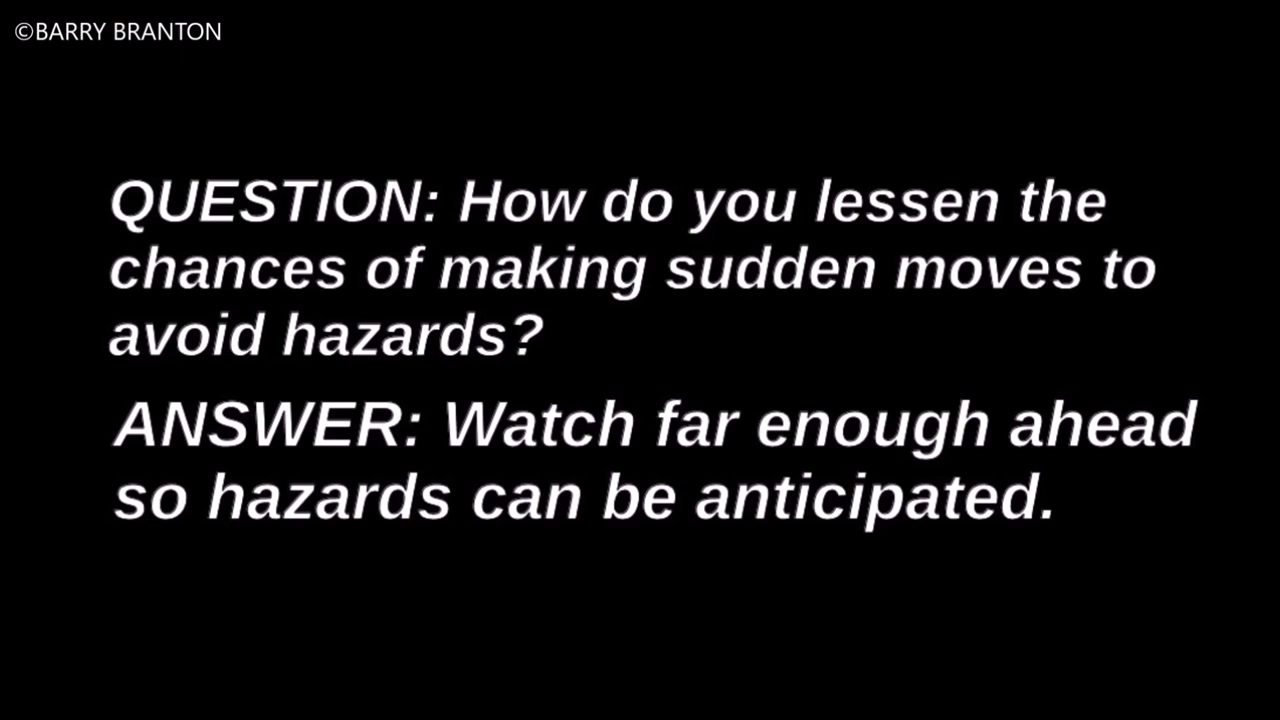 ©BARRY BRANTON
QUESTION: How do you lessen the
chances of making sudden moves to
avoid hazards?
ANSWER: Watch far enough ahead
so hazards can be anticipated.